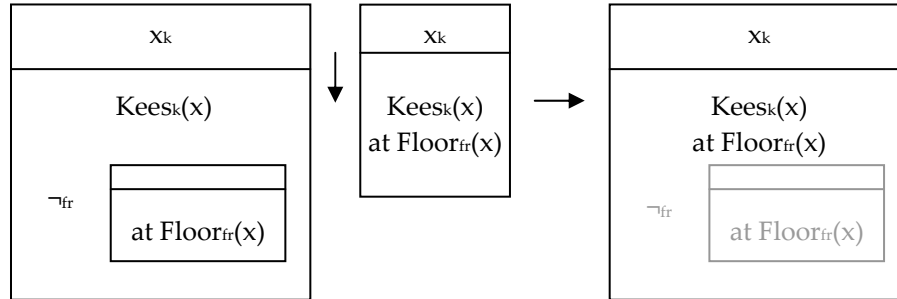 xk
Keesk(x)
¬fr
at Floorfr(x)
xk
Keesk(x)
at Floorfr(x)
xk
Keesk(x)
at Floorfr(x)
¬fr
at Floorfr(x)